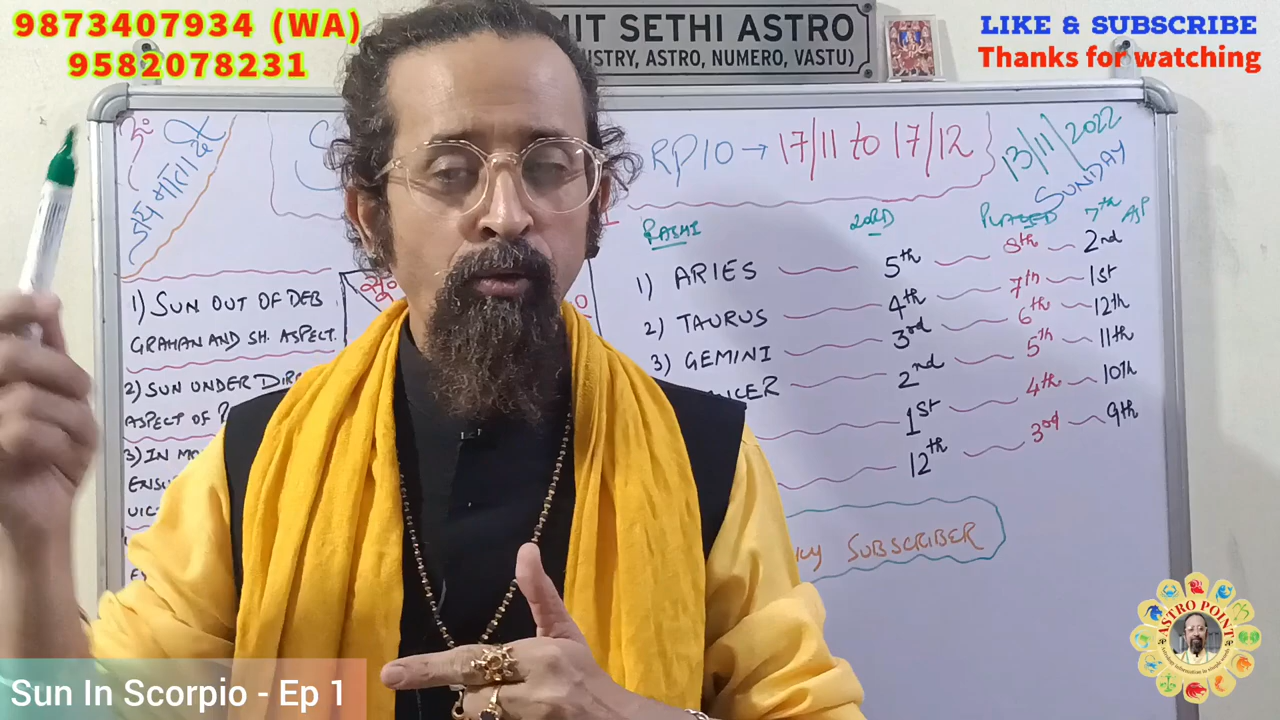 9873407934 (WA)
9582078231
MIT SETHI ASTRO
ISTRY, ASTRO, NUMERO, VASTU)
LIKE & SUBSCRIBE
Thanks for watching
जय माता दी
RPIO → 17/11 to 17/12
13/11/2022
SUNDAY
1) SUN OUT OF DEB
GRAHAN AND SH. ASPECT.
2) SUN UNDER DIR
ASPECT OF
3) IN
RASHI LORD PLACED 7th ASP
1) ARIES 5th 8th 2nd
2) TAURUS 4th 7th 1st
3) GEMINI 3rd 6th 12th
NCER 2nd 5th 11th
1st 4th 10th
12th 3rd 9th
KY SUBSCRIBER
ASTRO POINT
Sun In Scorpio - Ep 1